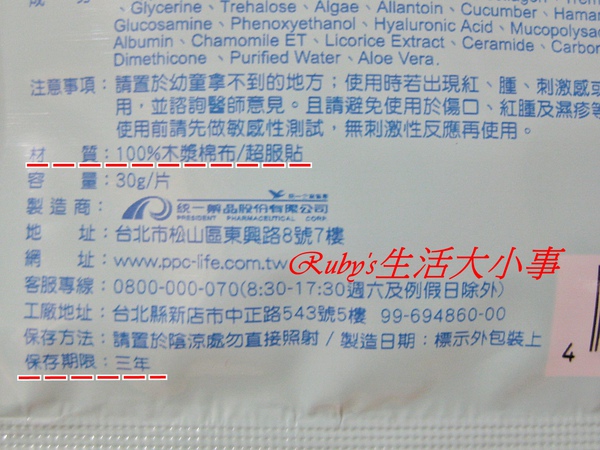 、Glycerine、Trehalose、Algae、Allantoin、Cucumber、Hamam
Glucosamine、Phenoxyethanol、Hyaluronic Acid、Mucopolysac
Albumin、Chamomile ET、Licorice Extract、Ceramide、Carbom
Dimethicone、Purified Water、Aloe Vera.
注意事項：請置於幼童拿不到的地方；使用時若出現紅、腫、刺激感或
用，並諮詢醫師意見。且請避免使用於傷口、紅腫及濕疹等
使用前請先做敏感性測試，無刺激性反應再使用。
材 質：100%木漿棉布/超服貼
容 量：30g/片
製造商：統一藥品股份有限公司
PRESIDENT PHARMACEUTICAL CORP.
地 址：台北市松山區東興路8號7樓
網 址：www.ppc-life.com.tw
Ruby's生活大小事
客服專線：0800-000-070(8:30-17:30週六及例假日除外)
工廠地址：台北縣新店市中正路543號5樓 99-694860-00
保存方法：請置於陰涼處勿直接照射/製造日期：標示外包裝上
保存期限：三年
4